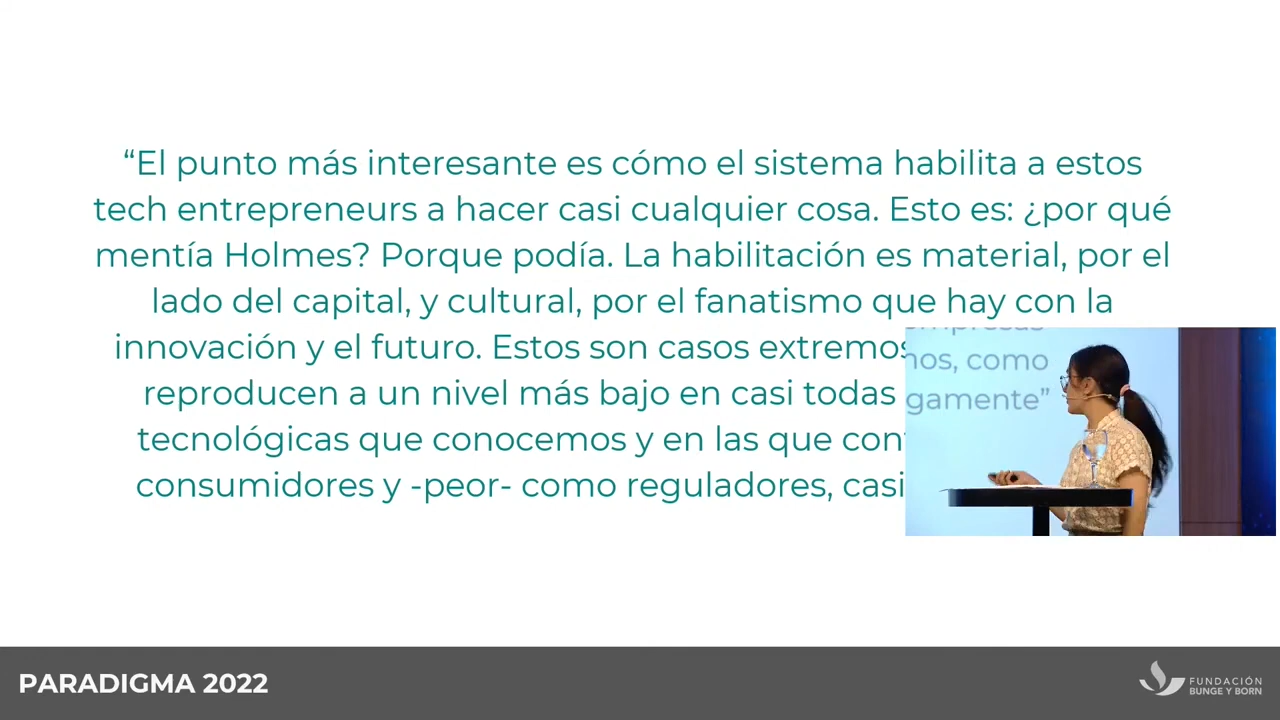 “El punto más interesante es cómo el sistema habilita a estos
tech entrepreneurs a hacer casi cualquier cosa. Esto es: ¿por qué
mentía Holmes? Porque podía. La habilitación es material, por el
lado del capital, y cultural, por el fanatismo que hay con la
innovación y el futuro. Estos son casos extremos
reproducen a un nivel más bajo en casi todas
tecnológicas que conocemos y en las que
consumidores y -peor- como reguladores, casi
empresas
como
gamente”
PARADIGMA 2022
FUNDACIÓN
BUNGE Y BORN